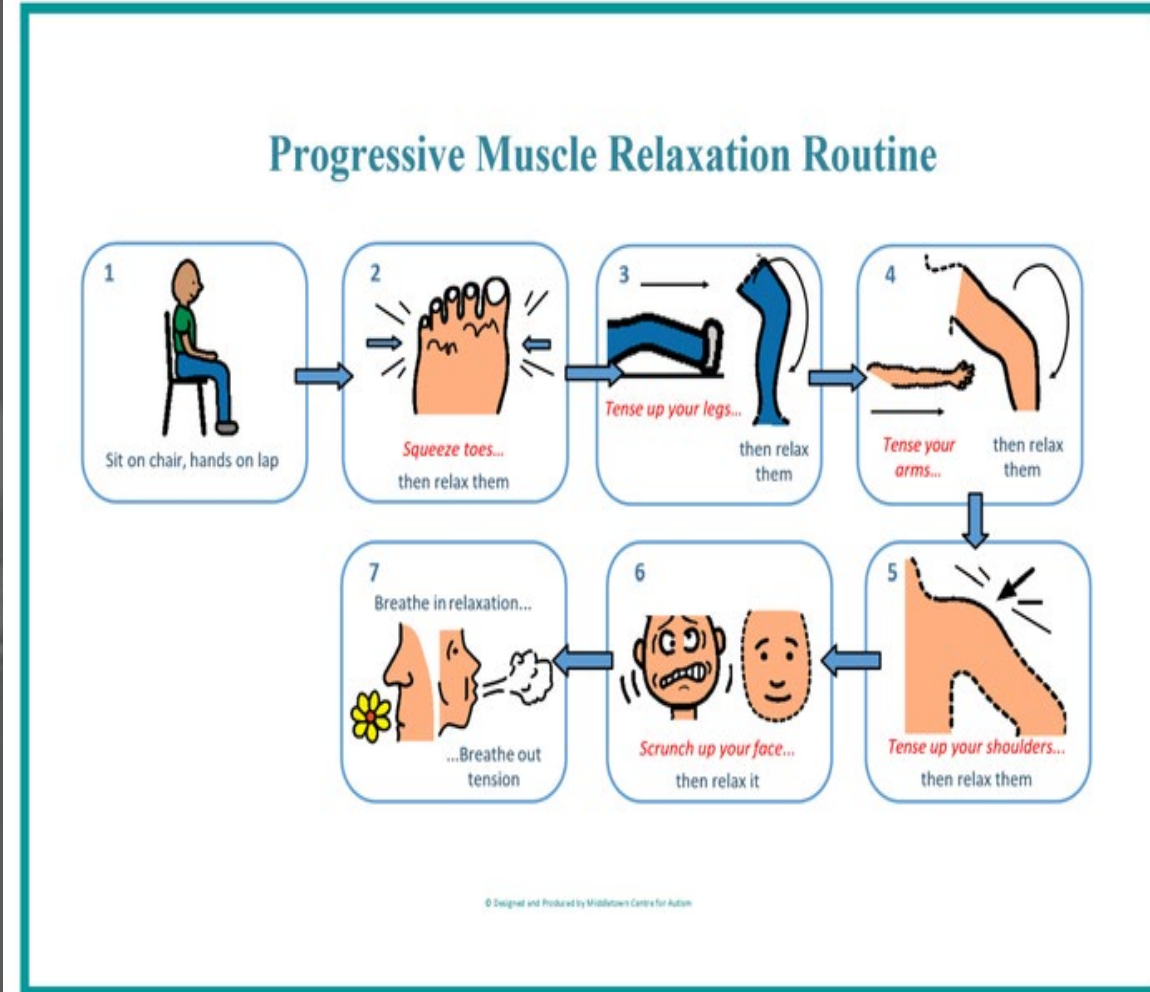 Progressive Muscle Relaxation Routine
1
Sit on chair, hands on lap
2
Squeeze toes...
then relax them
3
Tense up your legs...
then relax
them
4
Tense your
arms...
then relax
them
5
Tense up your shoulders...
then relax them
6
Scrunch up your face...
then relax it
7
Breathe in relaxation...
...Breathe out
tension
© Designed and Produced by Middletown Centre for Autism